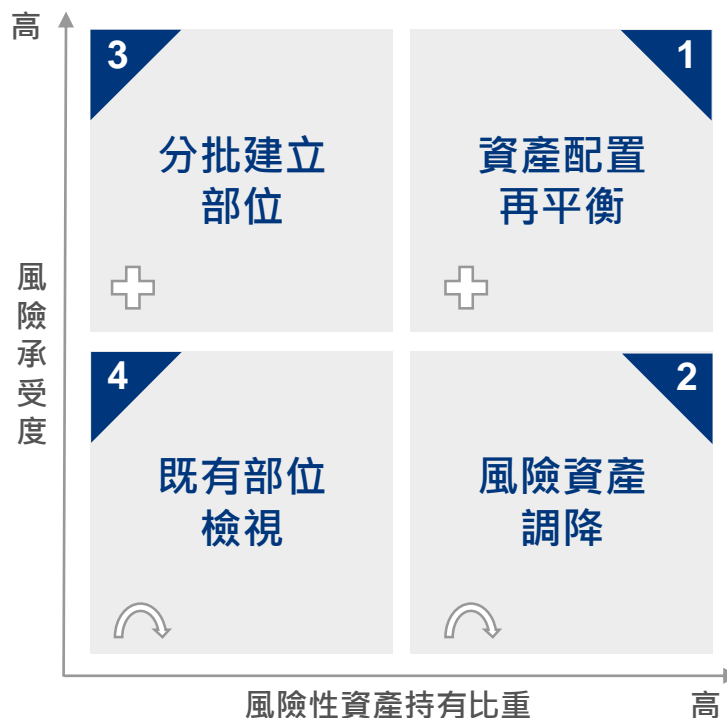 高
3
分批建立
部位
1
資產配置
再平衡
風險承受度
4
既有部位
檢視
2
風險資產
調降
風險性資產持有比重
高